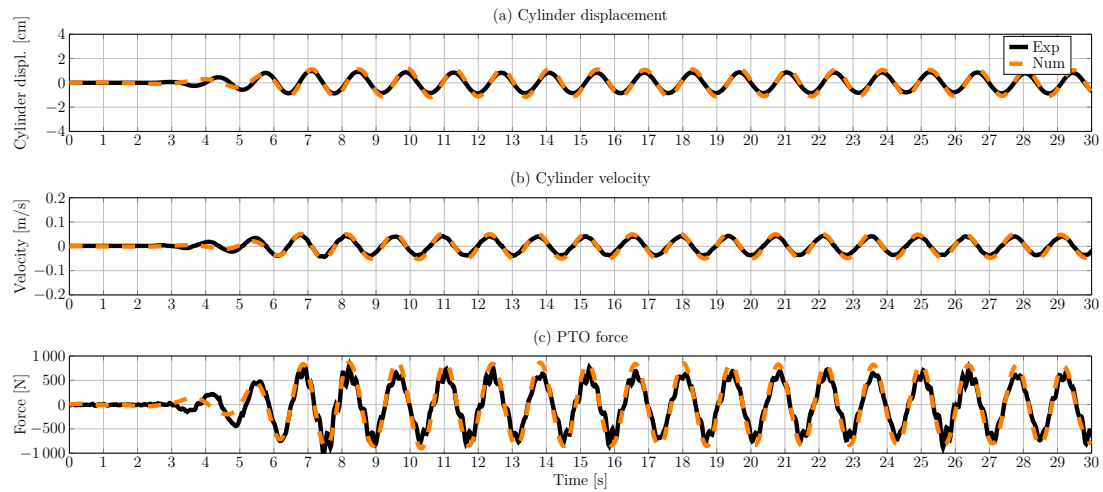 (a) Cylinder displacement
Cylinder displ. [cm]
4
2
0
−2
−4
Exp
Num
0 1 2 3 4 5 6 7 8 9 10 11 12 13 14 15 16 17 18 19 20 21 22 23 24 25 26 27 28 29 30
(b) Cylinder velocity
Velocity [m/s]
0.2
0.1
0
−0.1
−0.2
0 1 2 3 4 5 6 7 8 9 10 11 12 13 14 15 16 17 18 19 20 21 22 23 24 25 26 27 28 29 30
(c) PTO force
Force [N]
1 000
500
0
−500
−1 000
0 1 2 3 4 5 6 7 8 9 10 11 12 13 14 15 16 17 18 19 20 21 22 23 24 25 26 27 28 29 30
Time [s]